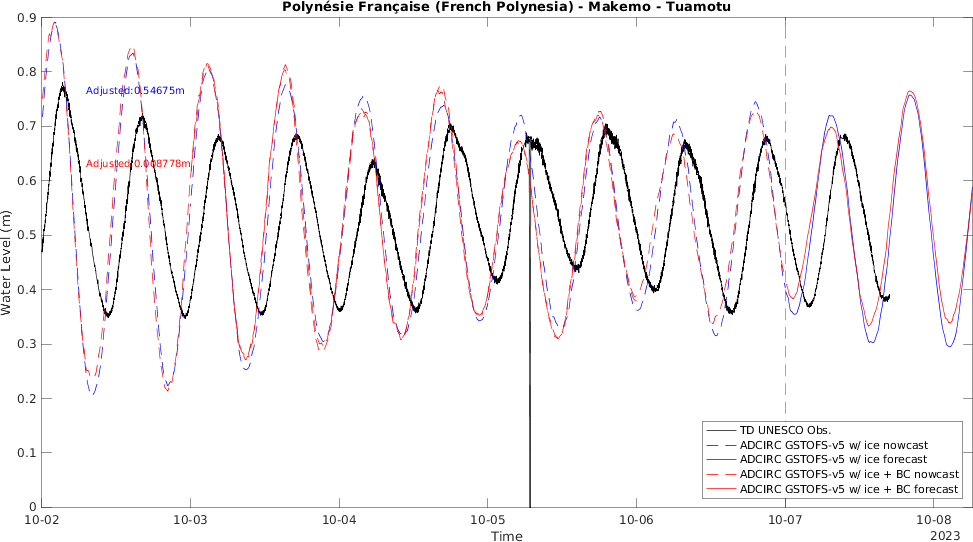 Polynésie Française (French Polynesia) - Makemo - Tuamotu
0.9
0.8
0.7
0.6
0.5
0.4
0.3
0.2
0.1
0
Water Level (m)
Adjusted:0.54675m
Adjusted:0.008778m
TD UNESCO Obs.
ADCIRC GSTOFS-v5 w/ ice nowcast
ADCIRC GSTOFS-v5 w/ ice forecast
ADCIRC GSTOFS-v5 w/ ice + BC nowcast
ADCIRC GSTOFS-v5 w/ ice + BC forecast
10-02 10-03 10-04 10-05 10-06 10-07 10-08
Time
2023